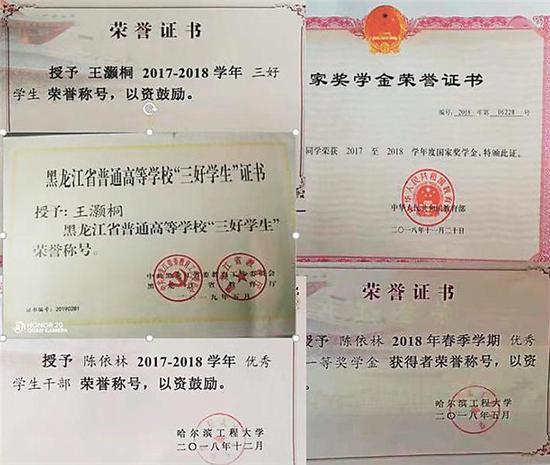 荣誉证书
授予 王灏桐 2017-2018 学年 三好
学生 荣誉称号，以资鼓励。
黑龙江省普通高等学校“三好学生”证书
授予：王灏桐
黑龙江省普通高等学校“三好学生”
荣誉称号。
二〇一九年五月
证书编号：20190281
HONOR 20
QUAD CAMERA
授予 陈依林 2017-2018 学年 优秀
学生干部 荣誉称号，以资鼓励。
哈尔滨工程大学
二〇一八年十二月
家奖学金荣誉证书
编号：2018 年第 06228 号
同学荣获 2017 至 2018 学年度国家奖学金，特颁此证。
中华人民共和国教育部
二〇一八年十一月二十日
荣誉证书
授予 陈依林 2018 年春季学期 优秀
一等奖学金 获得者荣誉称号，以资
哈尔滨工程大学
二〇一八年五月